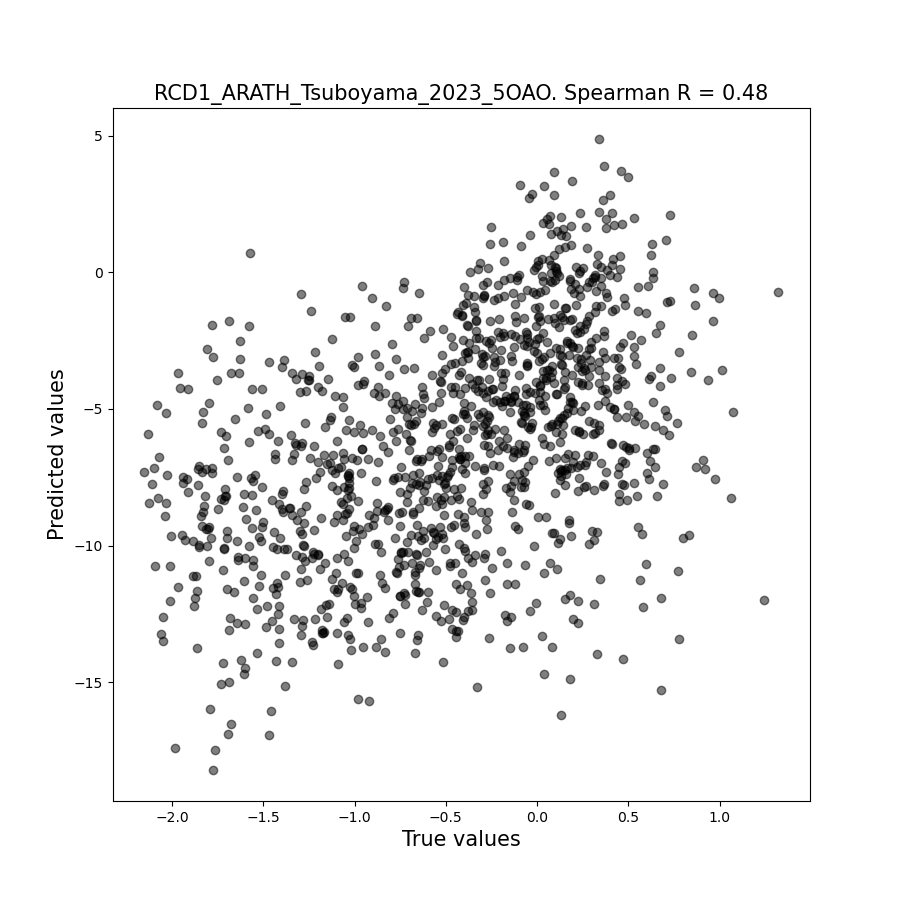 RCD1_ARATH_Tsuboyama_2023_5OAO. Spearman R = 0.48
Predicted values
5
0
−5
−10
−15
−2.0 −1.5 −1.0 −0.5 0.0 0.5 1.0
True values